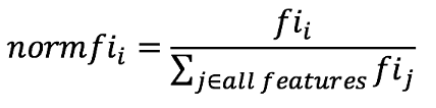 normfi_i = fi_i / ∑_{j∈all features} fi_j